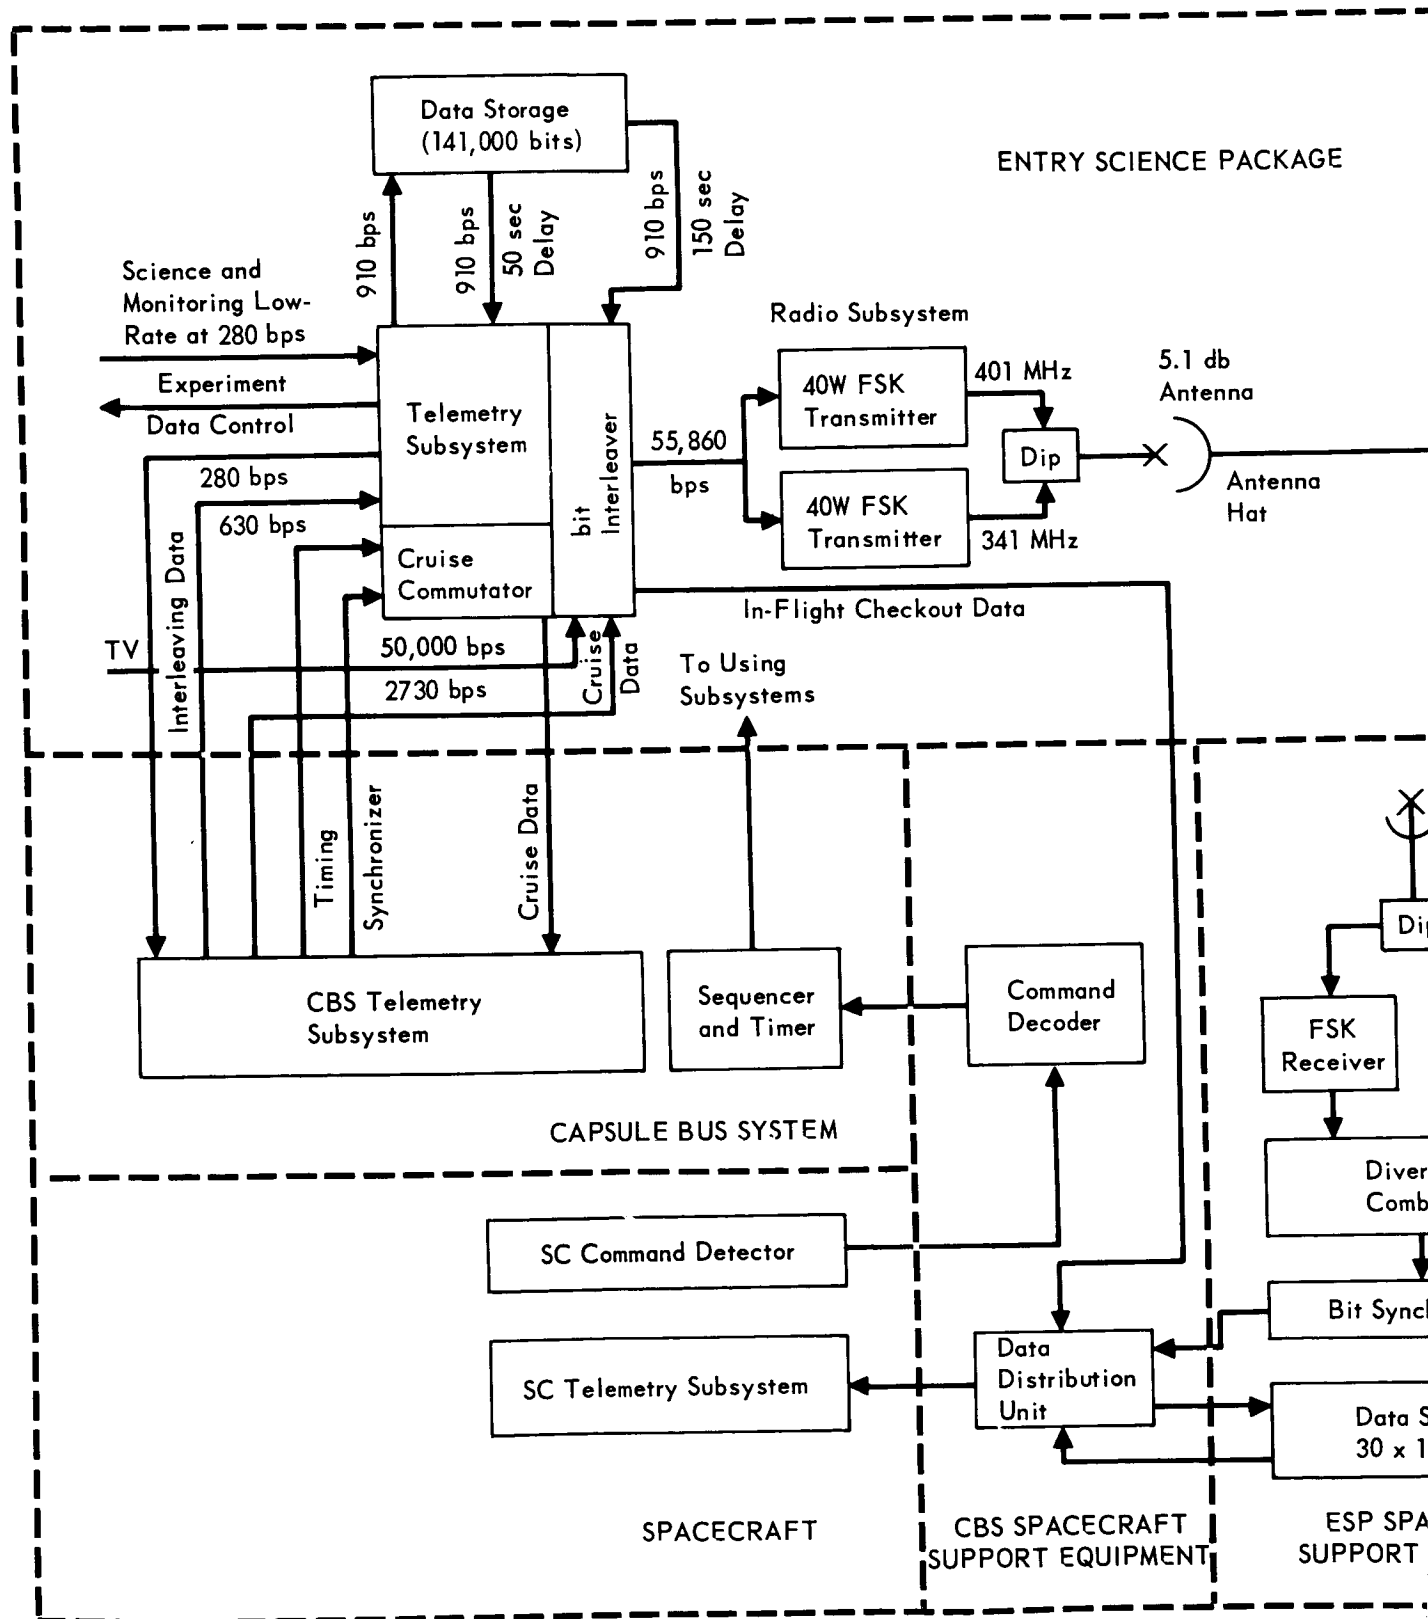 Data Storage
(141,000 bits)
ENTRY SCIENCE PACKAGE
910 bps
910 bps
50 sec
Delay
910 bps
150 sec
Delay
Science and
Monitoring Low-
Rate at 280 bps
Experiment
Data Control
280 bps
630 bps
Telemetry
Subsystem
bit
Interleaver
Cruise
Commutator
Radio Subsystem
40W FSK
Transmitter
401 MHz
55,860
bps
40W FSK
Transmitter
341 MHz
Dip
5.1 db
Antenna
Antenna
Hat
In-Flight Checkout Data
Interleaving Data
TV
50,000 bps
2730 bps
Cruise
Data
To Using
Subsystems
Timing
Synchronizer
Cruise Data
CBS Telemetry
Subsystem
Sequencer
and Timer
Command
Decoder
CAPSULE BUS SYSTEM
Di
FSK
Receiver
Diver
Comb
Bit Sync
SC Command Detector
SC Telemetry Subsystem
Data
Distribution
Unit
Data S
30 x 1
SPACECRAFT
CBS SPACECRAFT
SUPPORT EQUIPMENT
ESP SPA
SUPPORT